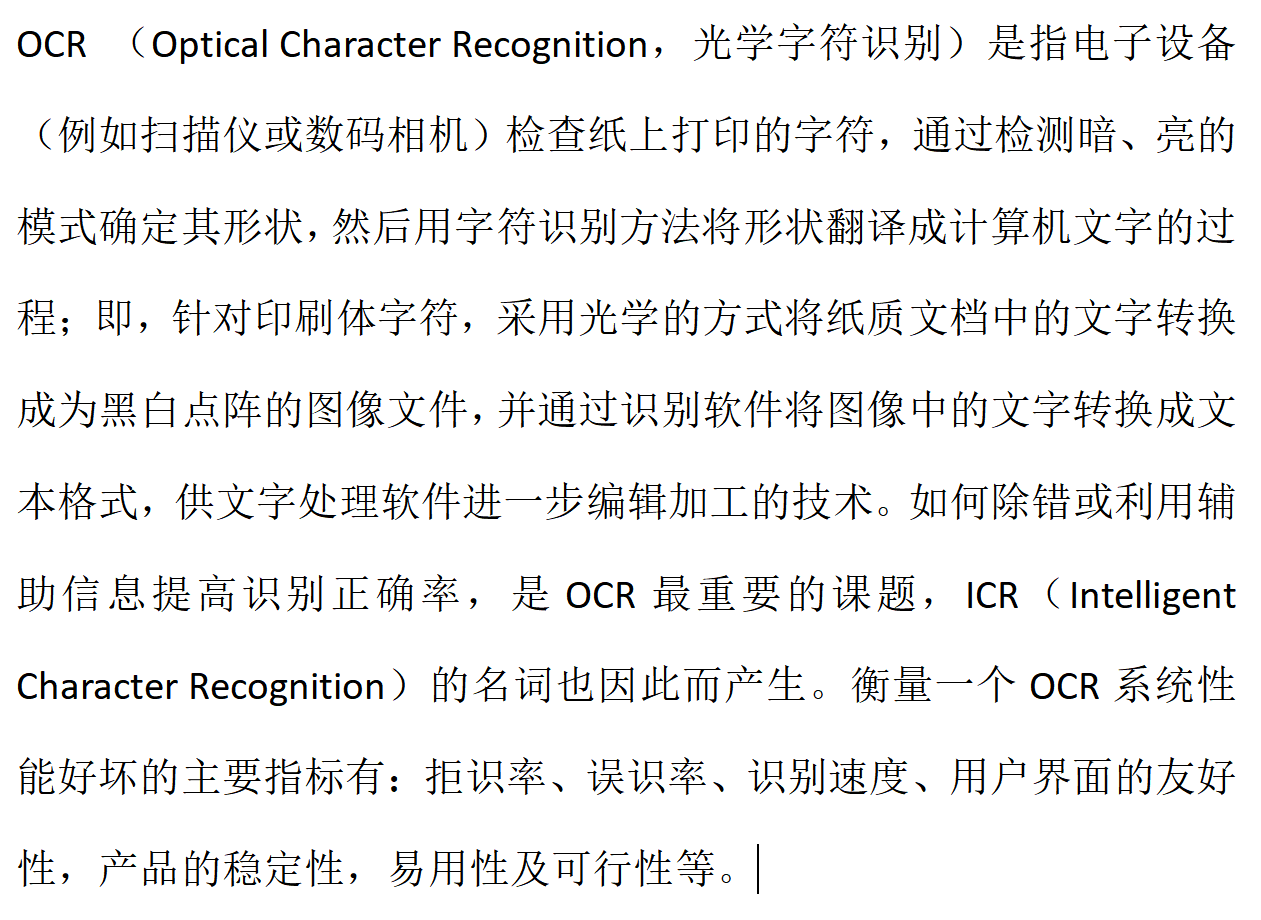 OCR （Optical Character Recognition，光学字符识别）是指电子设备
（例如扫描仪或数码相机）检查纸上打印的字符，通过检测暗、亮的
模式确定其形状，然后用字符识别方法将形状翻译成计算机文字的过
程；即，针对印刷体字符，采用光学的方式将纸质文档中的文字转换
成为黑白点阵的图像文件，并通过识别软件将图像中的文字转换成文
本格式，供文字处理软件进一步编辑加工的技术。如何除错或利用辅
助信息提高识别正确率，是 OCR 最重要的课题，ICR（Intelligent
Character Recognition）的名词也因此而产生。衡量一个 OCR 系统性
能好坏的主要指标有：拒识率、误识率、识别速度、用户界面的友好
性，产品的稳定性，易用性及可行性等。